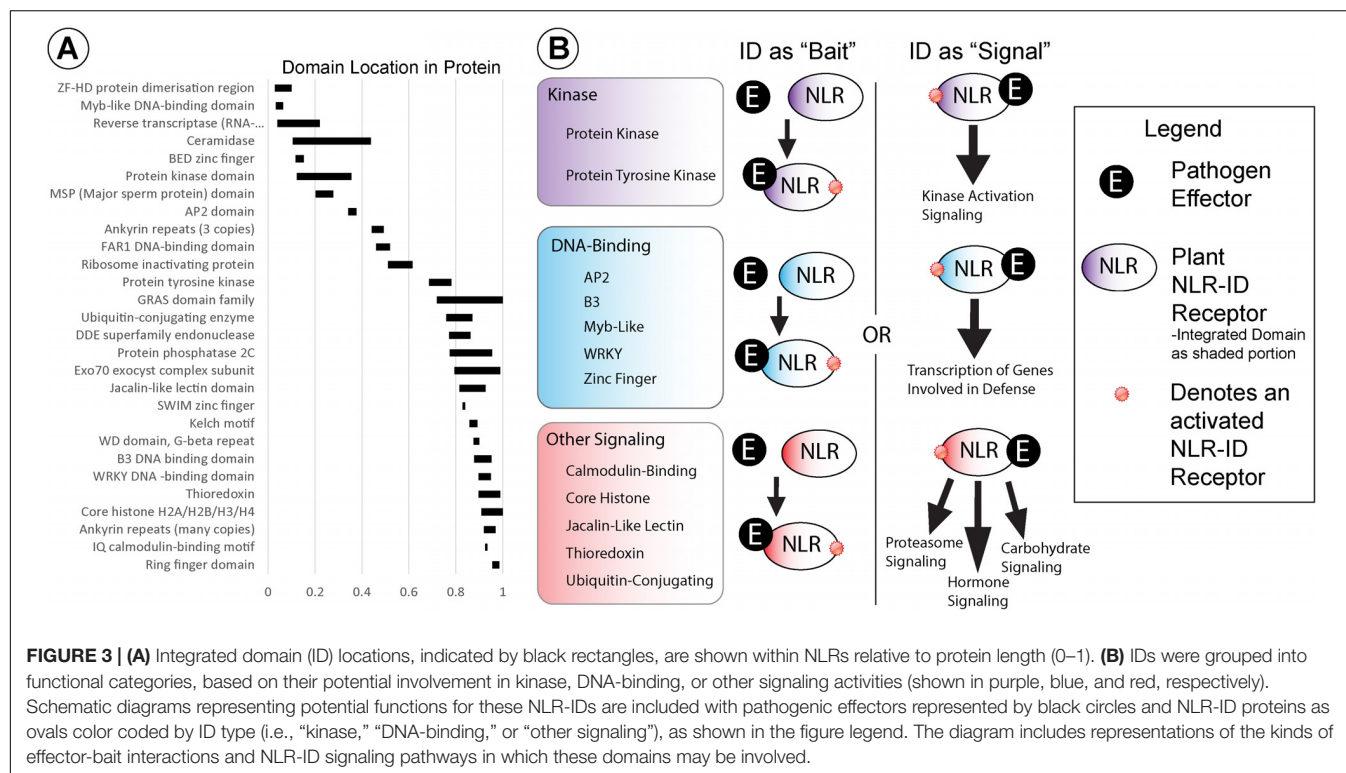 A
Domain Location in Protein
ZF-HD protein dimerisation region
Myb-like DNA-binding domain
Reverse transcriptase (RNA-...
Ceramidase
BED zinc finger
Protein kinase domain
MSP (Major sperm protein) domain
AP2 domain
Ankyrin repeats (3 copies)
FAR1 DNA-binding domain
Ribosome inactivating protein
Protein tyrosine kinase
GRAS domain family
Ubiquitin-conjugating enzyme
DDE superfamily endonuclease
Protein phosphatase 2C
Exo70 exocyst complex subunit
Jacalin-like lectin domain
SWIM zinc finger
Kelch motif
WD domain, G-beta repeat
B3 DNA binding domain
WRKY DNA -binding domain
Thioredoxin
Core histone H2A/H2B/H3/H4
Ankyrin repeats (many copies)
IQ calmodulin-binding motif
Ring finger domain
0 0.2 0.4 0.6 0.8 1
B
ID as “Bait”
ID as “Signal”
Kinase
Protein Kinase
Protein Tyrosine Kinase
E NLR
E NLR
NLR E
Kinase Activation
Signaling
DNA-Binding
AP2
B3
Myb-Like
WRKY
Zinc Finger
E NLR
E NLR
OR
NLR E
Transcription of Genes
Involved in Defense
Other Signaling
Calmodulin-Binding
Core Histone
Jacalin-Like Lectin
Thioredoxin
Ubiquitin-Conjugating
E NLR
E NLR
NLR E
Proteasome
Signaling
Hormone
Signaling
Carbohydrate
Signaling
Legend
E
Pathogen
Effector
NLR
Plant
NLR-ID
Receptor
-Integrated Domain
as shaded portion
Denotes an
activated
NLR-ID
Receptor
FIGURE 3 | (A) Integrated domain (ID) locations, indicated by black rectangles, are shown within NLRs relative to protein length (0–1). (B) IDs were grouped into
functional categories, based on their potential involvement in kinase, DNA-binding, or other signaling activities (shown in purple, blue, and red, respectively).
Schematic diagrams representing potential functions for these NLR-IDs are included with pathogenic effectors represented by black circles and NLR-ID proteins as
ovals color coded by ID type (i.e., “kinase,” “DNA-binding,” or “other signaling”), as shown in the figure legend. The diagram includes representations of the kinds of
effector-bait interactions and NLR-ID signaling pathways in which these domains may be involved.